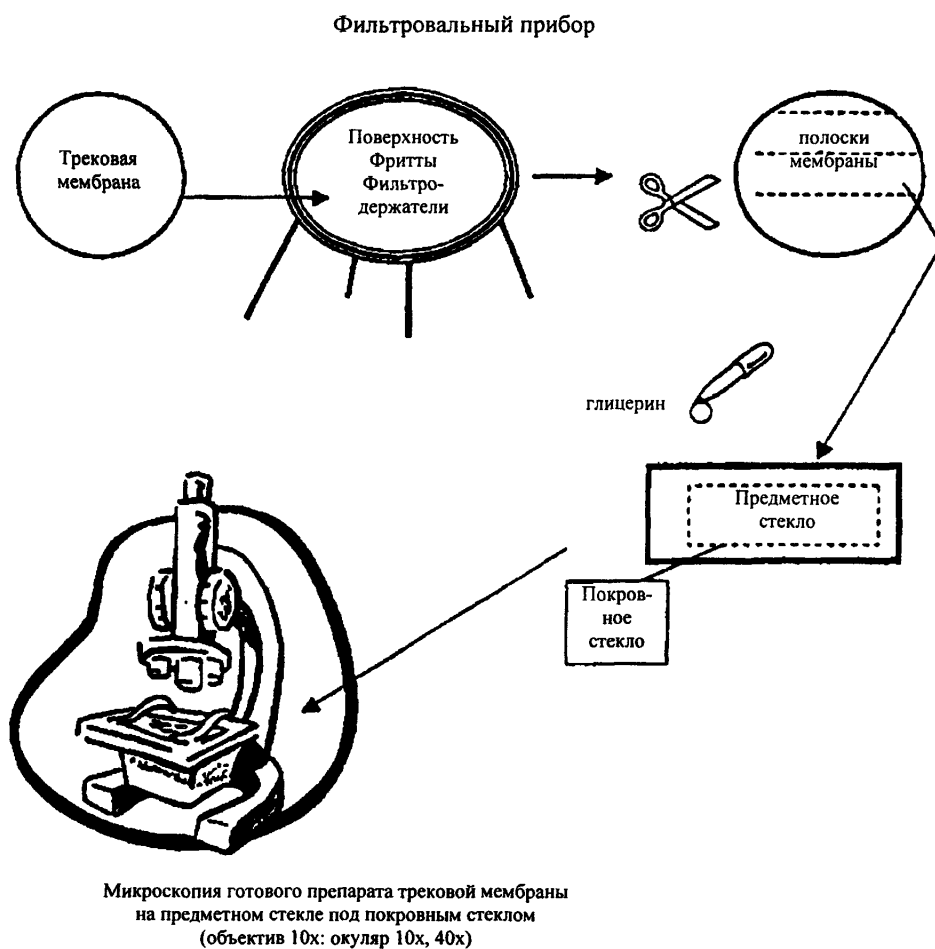 Фильтровальный прибор
Трековая
мембрана
Поверхность
Фритты
Фильтро-
держатели
полоски
мембраны
глицерин
Предметное
стекло
Покров-
ное
стекло
Микроскопия готового препарата трековой мембраны
на предметном стекле под покровным стеклом
(объектив 10х: окуляр 10х, 40х)